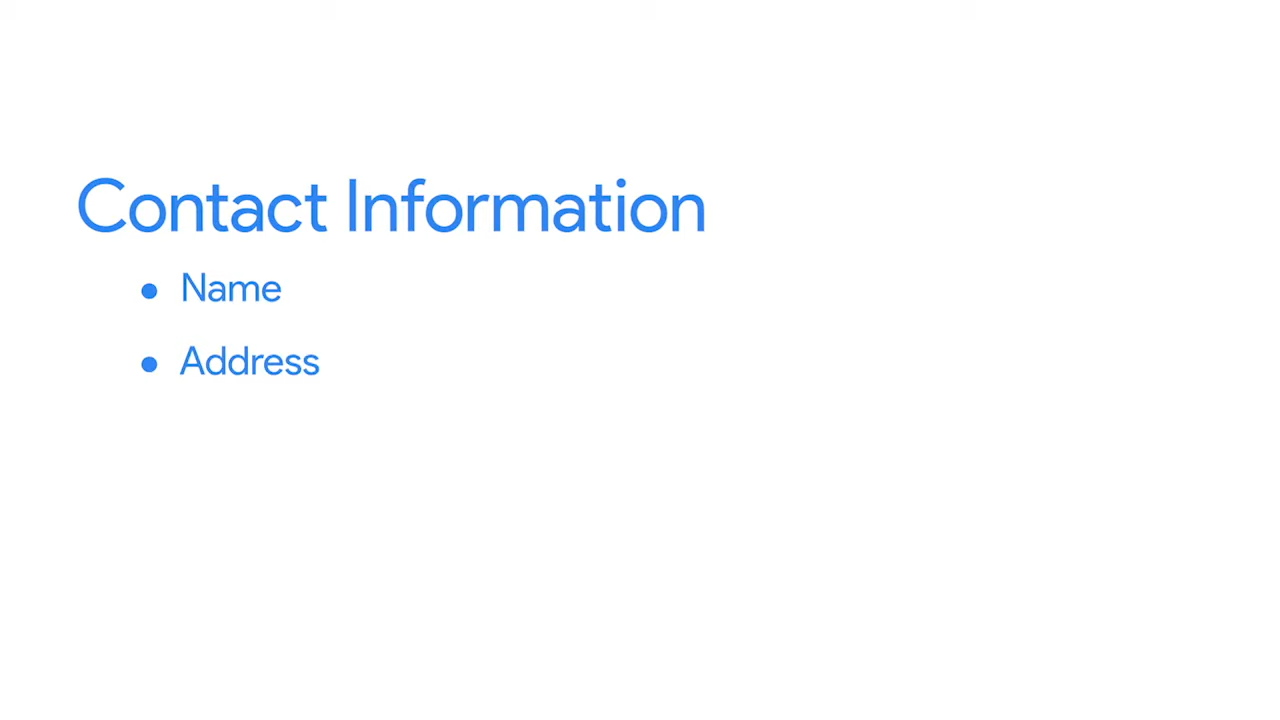 Contact Information
● Name
● Address